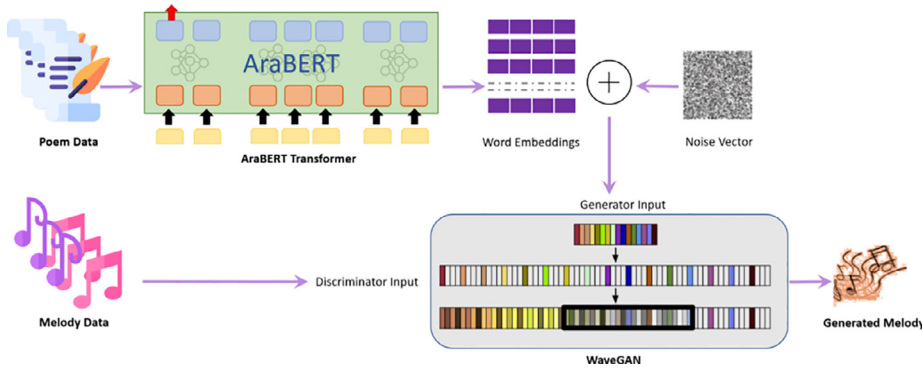 AraBERT
Poem Data
AraBERT Transformer
Word Embeddings
Noise Vector
Generator Input
Discriminator Input
Melody Data
Generated Melody
WaveGAN